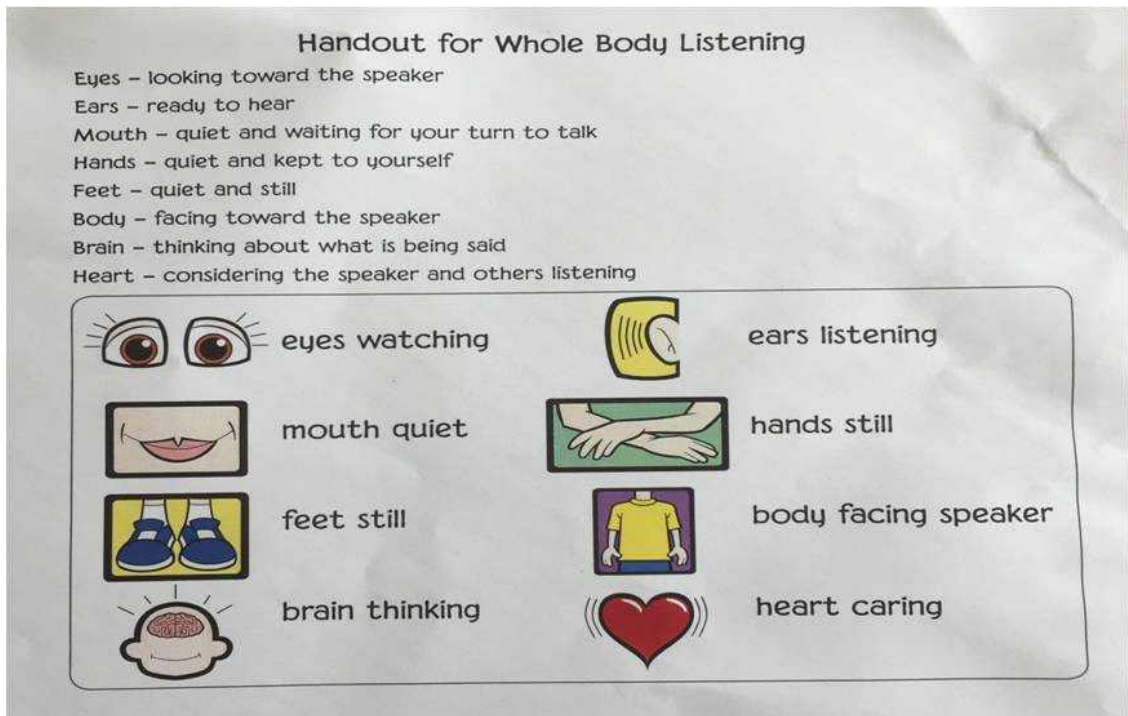 Handout for Whole Body Listening
Eyes – looking toward the speaker
Ears – ready to hear
Mouth – quiet and waiting for your turn to talk
Hands – quiet and kept to yourself
Feet – quiet and still
Body – facing toward the speaker
Brain – thinking about what is being said
Heart – considering the speaker and others listening
eyes watching
ears listening
mouth quiet
hands still
feet still
body facing speaker
brain thinking
heart caring